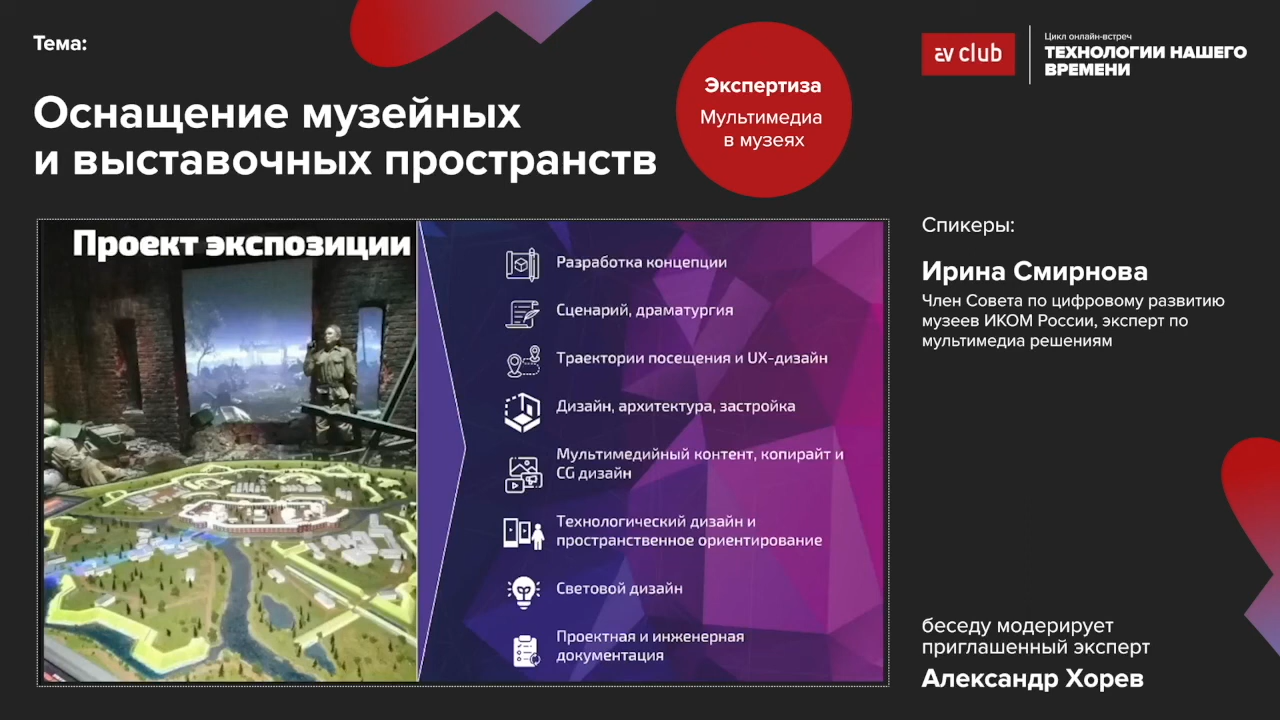 Тема:
Оснащение музейных
и выставочных пространств
Экспертиза
Мультимедиа
в музеях
av club
Цикл онлайн-встреч
ТЕХНОЛОГИИ НАШЕГО
ВРЕМЕНИ
Проект экспозиции
Разработка концепции
Сценарий, драматургия
Траектории посещения и UX-дизайн
Дизайн, архитектура, застройка
Мультимедийный контент, копирайт и
CG дизайн
Технологический дизайн и
пространственное ориентирование
Световой дизайн
Проектная и инженерная
документация
Спикеры:
Ирина Смирнова
Член Совета по цифровому развитию
музеев ИКОМ России, эксперт по
мультимедиа решениям
беседу модерирует
приглашенный эксперт
Александр Хорев